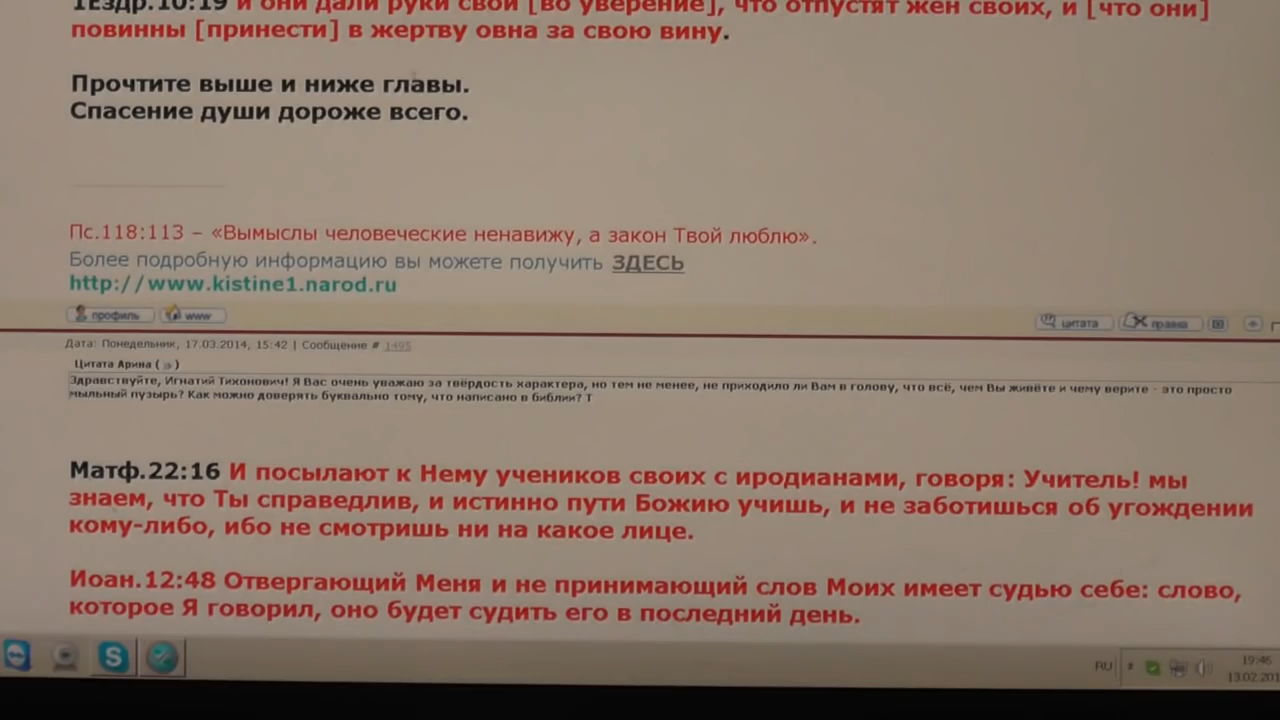 1Ездр.10:19 И они дали руки свои [во уверение], что отпустят жен своих, и [что они]
повинны [принести] в жертву овна за свою вину.
Прочтите выше и ниже главы.
Спасение души дороже всего.
Пс.118:113 – «Вымыслы человеческие ненавижу, а закон Твой люблю».
Более подробную информацию вы можете получить ЗДЕСЬ
http://www.kistine1.narod.ru
профиль www цитата правка
Дата: Понедельник, 17.03.2014, 15:42 | Сообщение # 1495
Цитата Арина ( )
Здравствуйте, Игнатий Тихонович! Я Вас очень уважаю за твёрдость характера, но тем не менее, не приходило ли Вам в голову, что всё, чем Вы живёте и чему верите - это просто
мыльный пузырь? Как можно доверять буквально тому, что написано в библии? Т
Матф.22:16 И посылают к Нему учеников своих с иродианами, говоря: Учитель! мы
знаем, что Ты справедлив, и истинно пути Божию учишь, и не заботишься об угождении
кому-либо, ибо не смотришь ни на какое лице.
Иоан.12:48 Отвергающий Меня и не принимающий слов Моих имеет судью себе: слово,
которое Я говорил, оно будет судить его в последний день.
RU 19:46
13.02.201